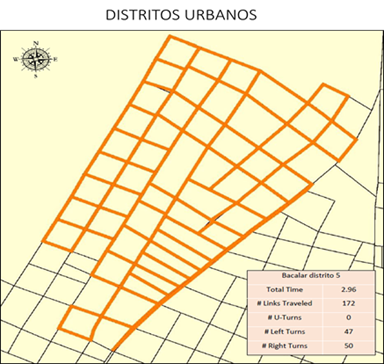 DISTRITOS URBANOS
N
W E
S
Bacalar distrito 5
Total Time 2.96
# Links Traveled 172
# U-Turns 0
# Left Turns 47
# Right Turns 50